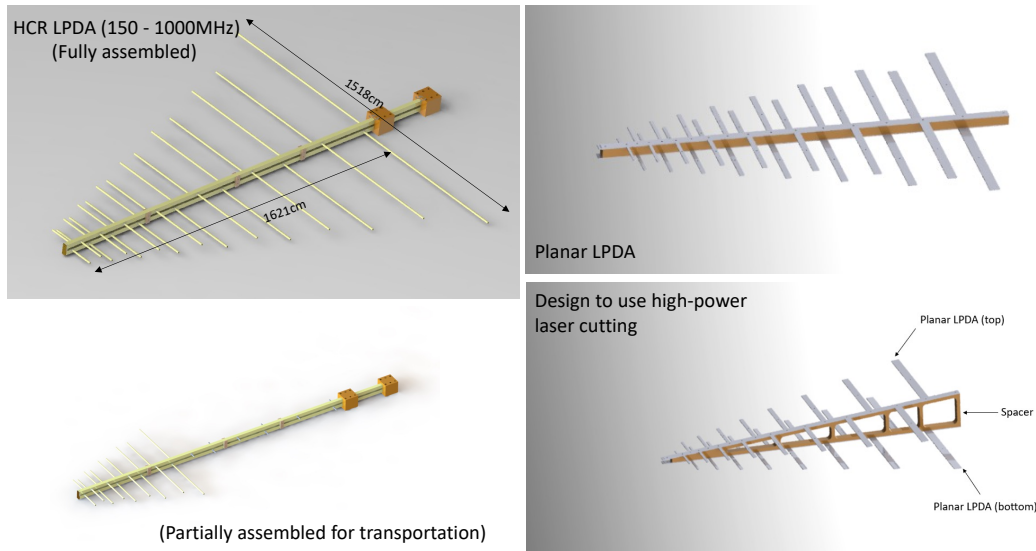 HCR LPDA (150 - 1000MHz)
(Fully assembled)
1518cm
1621cm
Planar LPDA
(Partially assembled for transportation)
Design to use high-power
laser cutting
Planar LPDA (top)
Spacer
Planar LPDA (bottom)